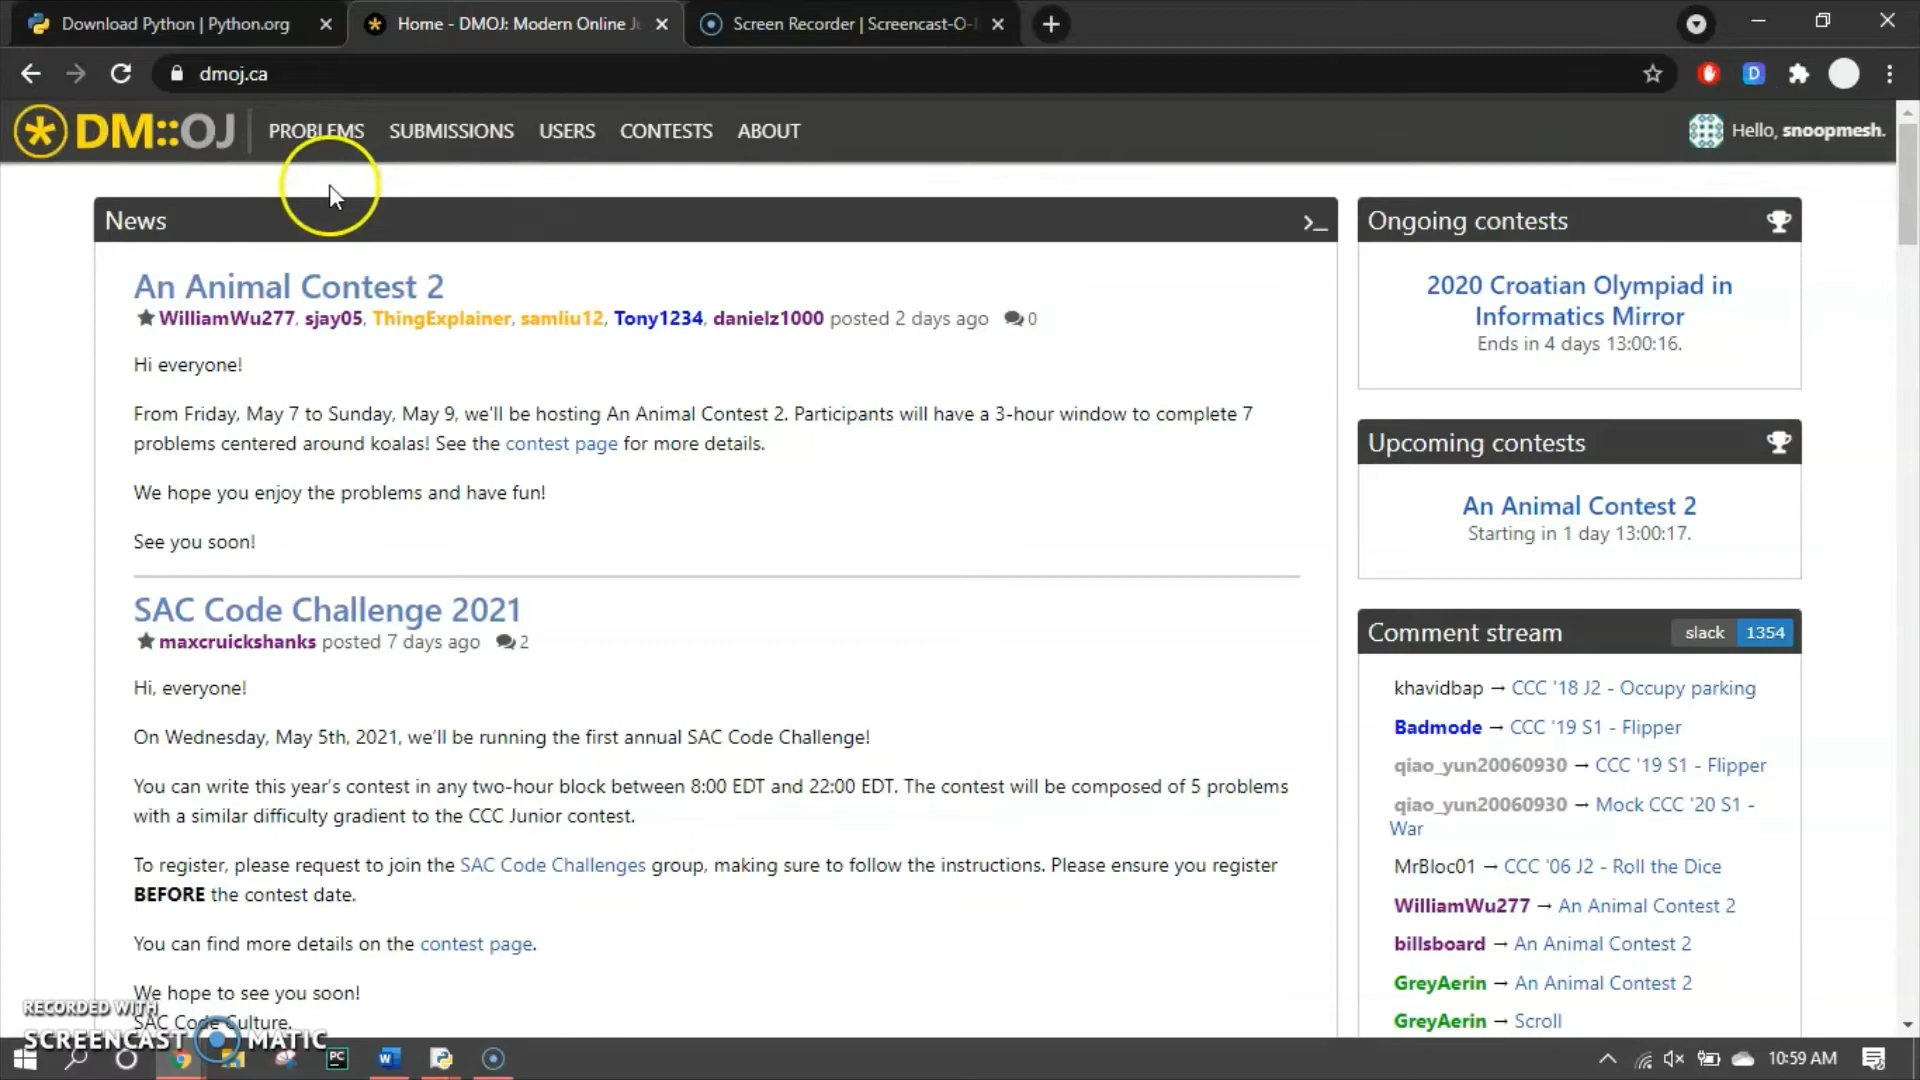 Download Python | Python.org
Home - DMOJ: Modern Online
Screen Recorder | Screencast-O-
dmoj.ca
DM::OJ
PROBLEMS SUBMISSIONS USERS CONTESTS ABOUT
Hello, snoopmesh.
News
An Animal Contest 2
WilliamWu277, sjay05, ThingExplainer, samliu12, Tony1234, danielz1000 posted 2 days ago 0
Hi everyone!
From Friday, May 7 to Sunday, May 9, we'll be hosting An Animal Contest 2. Participants will have a 3-hour window to complete 7
problems centered around koalas! See the contest page for more details.
We hope you enjoy the problems and have fun!
See you soon!
SAC Code Challenge 2021
maxcruickshanks posted 7 days ago 2
Hi, everyone!
On Wednesday, May 5th, 2021, we'll be running the first annual SAC Code Challenge!
You can write this year's contest in any two-hour block between 8:00 EDT and 22:00 EDT. The contest will be composed of 5 problems
with a similar difficulty gradient to the CCC Junior contest.
To register, please request to join the SAC Code Challenges group, making sure to follow the instructions. Please ensure you register
BEFORE the contest date.
You can find more details on the contest page.
We hope to see you soon!
SAC Code Culture.
Ongoing contests
2020 Croatian Olympiad in
Informatics Mirror
Ends in 4 days 13:00:16.
Upcoming contests
An Animal Contest 2
Starting in 1 day 13:00:17.
Comment stream
slack 1354
khavidbap → CCC '18 J2 - Occupy parking
Badmode → CCC '19 S1 - Flipper
qiao_yun20060930 → CCC '19 S1 - Flipper
qiao_yun20060930 → Mock CCC '20 S1 -
War
MrBloc01 → CCC '06 J2 - Roll the Dice
WilliamWu277 → An Animal Contest 2
billsboard → An Animal Contest 2
GreyAerin → An Animal Contest 2
GreyAerin → Scroll
RECORDED WITH
SCREENCAST MATIC
10:59 AM